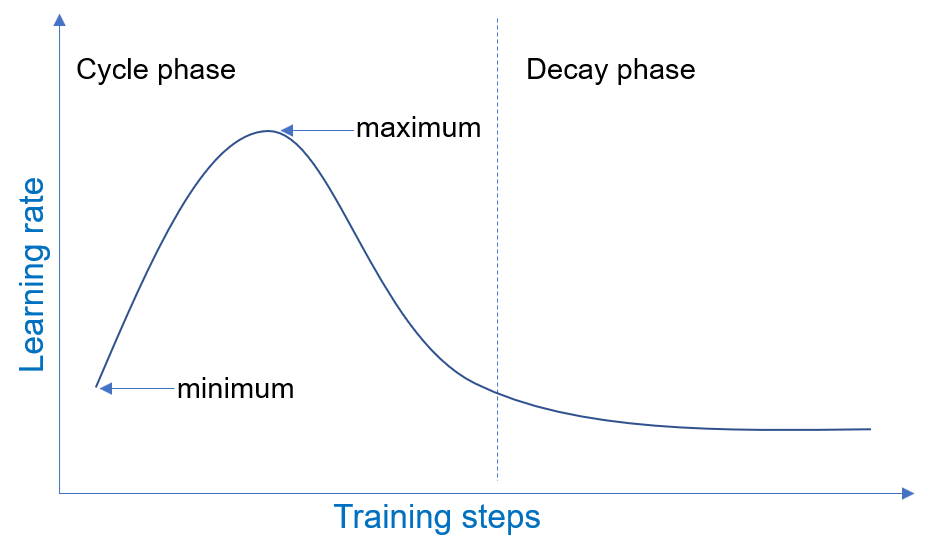 Cycle phase
Decay phase
maximum
Learning rate
minimum
Training steps